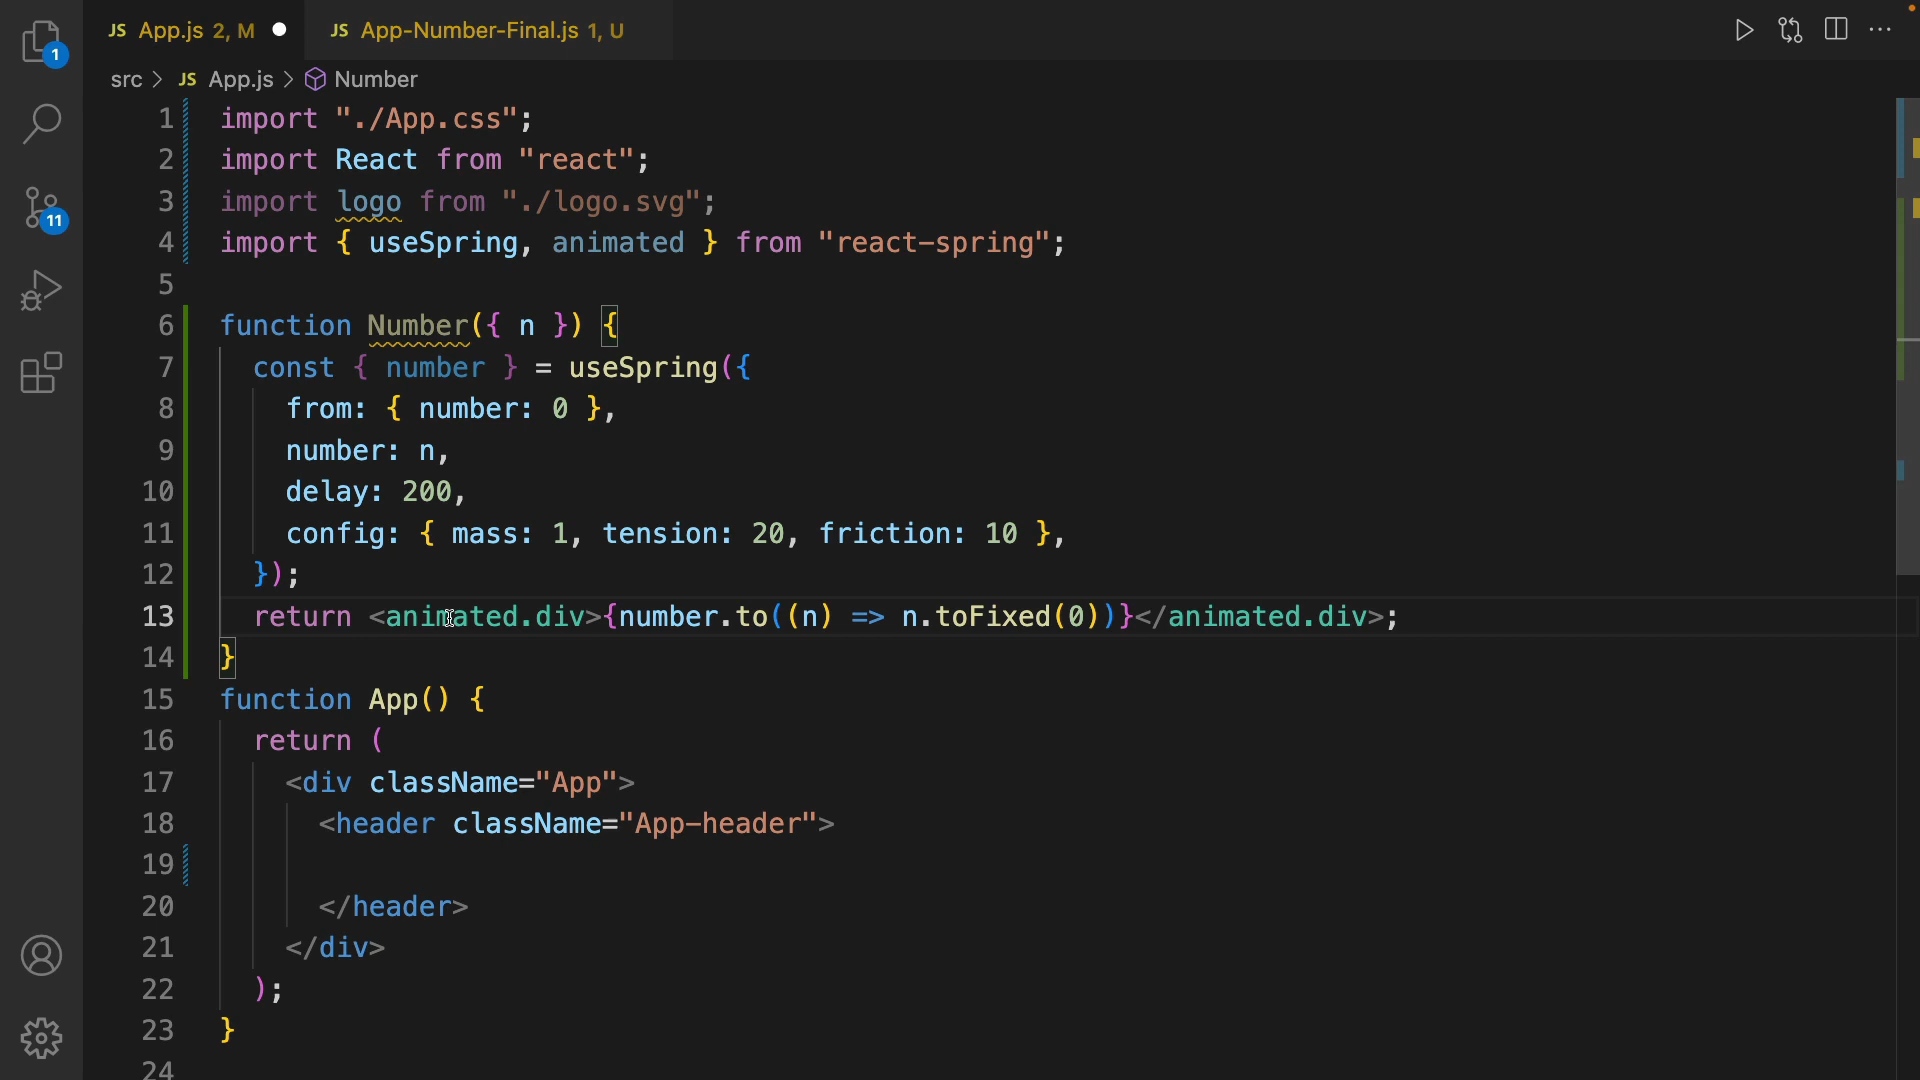 JS App.js 2, M JS App-Number-Final.js 1, U
src > JS App.js > Number
1 import "./App.css";
2 import React from "react";
3 import logo from "./logo.svg";
4 import { useSpring, animated } from "react-spring";
5
6 function Number({ n }) {
7 const { number } = useSpring({
8 from: { number: 0 },
9 number: n,
10 delay: 200,
11 config: { mass: 1, tension: 20, friction: 10 },
12 });
13 return <animated.div>{number.to((n) => n.toFixed(0))}</animated.div>;
14 }
15 function App() {
16 return (
17 <div className="App">
18 <header className="App-header">
19
20 </header>
21 </div>
22 );
23 }
24
1
11